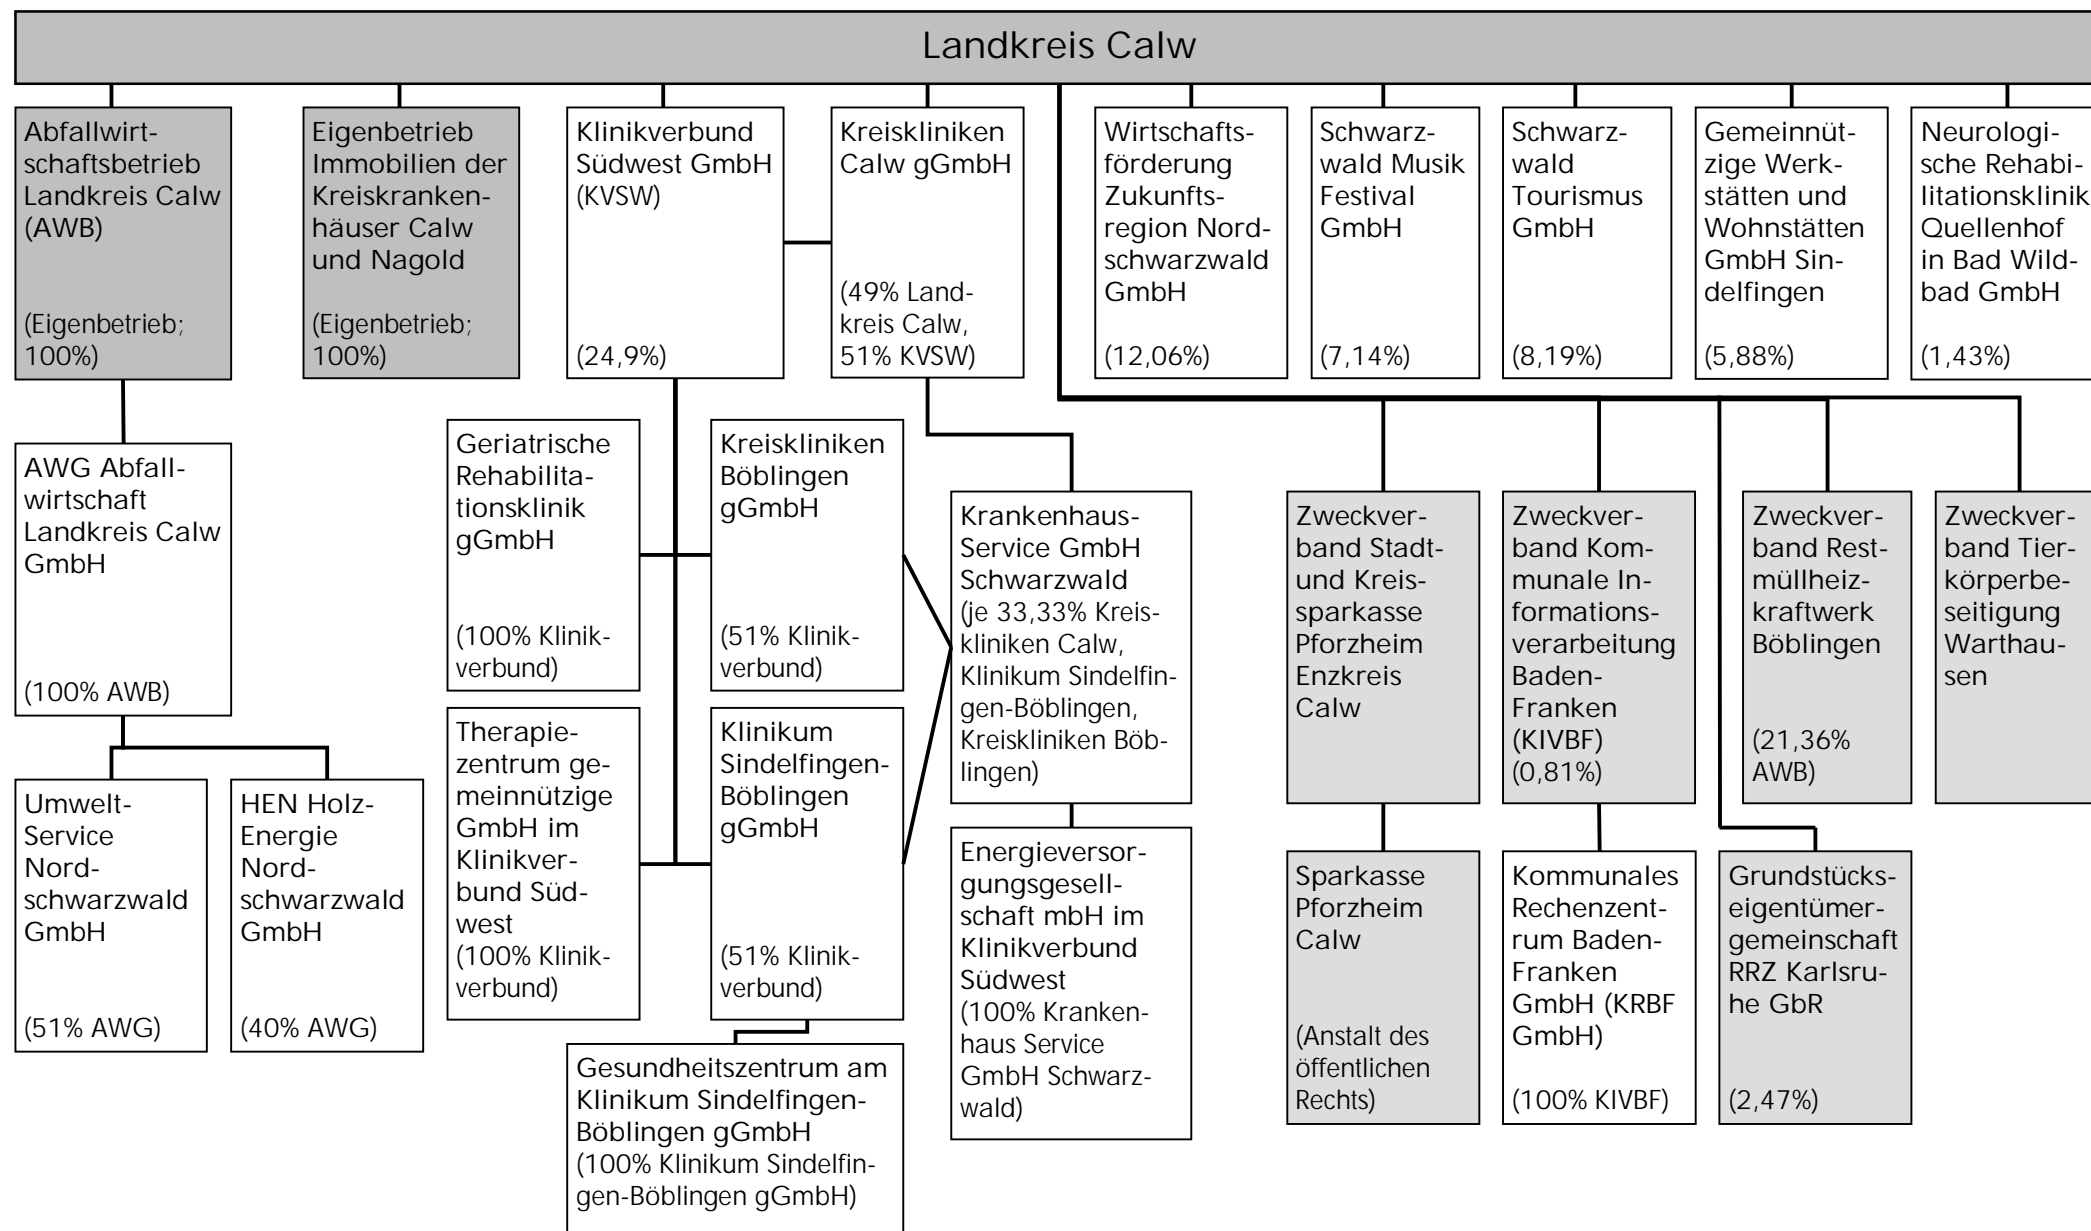 Landkreis Calw
Abfallwirt-
schaftsbetrieb
Landkreis Calw
(AWB)
(Eigenbetrieb;
100%)
Eigenbetrieb
Immobilien der
Kreiskranken-
häuser Calw
und Nagold
(Eigenbetrieb;
100%)
Klinikverbund
Südwest GmbH
(KVSW)
(24,9%)
Kreiskliniken
Calw gGmbH
(49% Land-
kreis Calw,
51% KVSW)
Wirtschafts-
förderung
Zukunfts-
region Nord-
schwarzwald
GmbH
(12,06%)
Schwarz-
wald Musik
Festival
GmbH
(7,14%)
Schwarz-
wald
Tourismus
GmbH
(8,19%)
Gemeinnüt-
zige Werk-
stätten und
Wohnstätten
GmbH Sin-
delfingen
(5,88%)
Neurologi-
sche Rehabi-
litationsklinik
Quellenhof
in Bad Wild-
bad GmbH
(1,43%)
AWG Abfall-
wirtschaft
Landkreis Calw
GmbH
(100% AWB)
Geriatrische
Rehabilita-
tionsklinik
gGmbH
(100% Klinik-
verbund)
Kreiskliniken
Böblingen
gGmbH
(51% Klinik-
verbund)
Krankenhaus-
Service GmbH
Schwarzwald
(je 33,33% Kreis-
kliniken Calw,
Klinikum Sindelfin-
gen-Böblingen,
Kreiskliniken Böb-
lingen)
Zweckver-
band Stadt-
und Kreis-
sparkasse
Pforzheim
Enzkreis
Calw
Zweckver-
band Kom-
munale In-
formations-
verarbeitung
Baden-
Franken
(KIVBF)
(0,81%)
Zweckver-
band Rest-
müllheiz-
kraftwerk
Böblingen
(21,36%
AWB)
Zweckver-
band Tier-
körperbe-
seitigung
Warthau-
sen
Umwelt-
Service
Nord-
schwarzwald
GmbH
(51% AWG)
HEN Holz-
Energie
Nord-
schwarzwald
GmbH
(40% AWG)
Therapie-
zentrum ge-
meinnützige
GmbH im
Klinikver-
bund Süd-
west
(100% Klinik-
verbund)
Klinikum
Sindelfingen-
Böblingen
gGmbH
(51% Klinik-
verbund)
Energieversor-
gungsgesell-
schaft mbH im
Klinikverbund
Südwest
(100% Kranken-
haus Service
GmbH Schwarz-
wald)
Sparkasse
Pforzheim
Calw
(Anstalt des
öffentlichen
Rechts)
Kommunales
Rechenzent-
rum Baden-
Franken
GmbH (KRBF
GmbH)
(100% KIVBF)
Grundstücks-
eigentümer-
gemeinschaft
RRZ Karlsru-
he GbR
(2,47%)
Gesundheitszentrum am
Klinikum Sindelfingen-
Böblingen gGmbH
(100% Klinikum Sindelfin-
gen-Böblingen gGmbH)